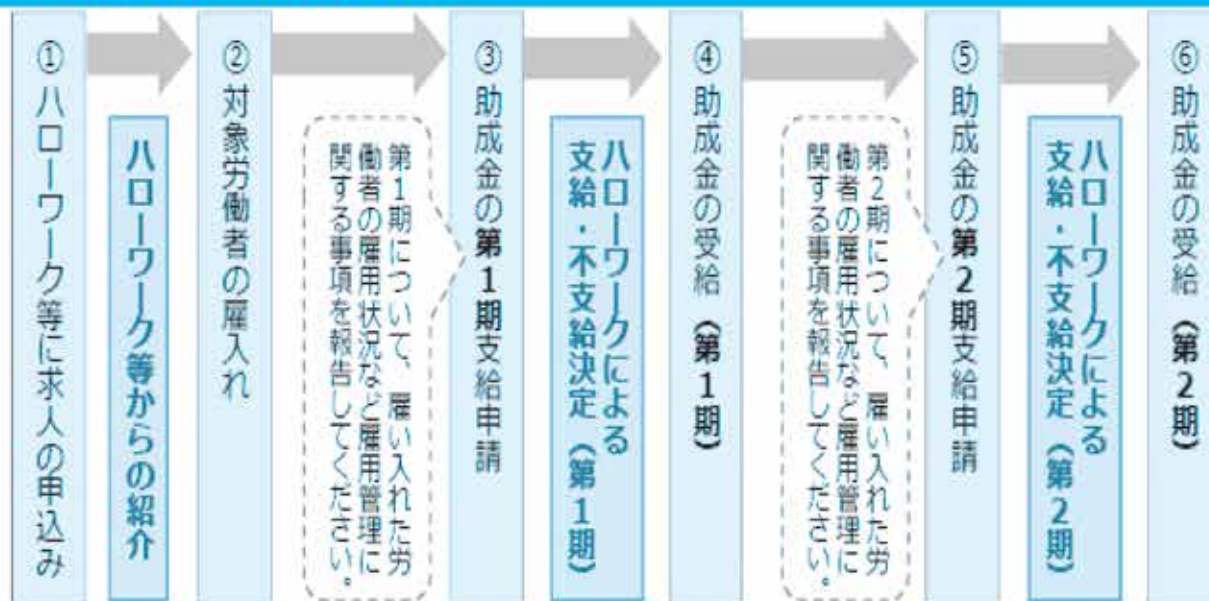 ① ハローワーク等に求人の申込み
ハローワーク等からの紹介
② 対象労働者の雇入れ
第1期について、雇い入れた労
働者の雇用状況など雇用管理に
関する事項を報告してください。
③ 助成金の第1期支給申請
ハローワークによる
支給・不支給決定（第1期）
④ 助成金の受給（第1期）
第2期について、雇い入れた労
働者の雇用状況など雇用管理に
関する事項を報告してください。
⑤ 助成金の第2期支給申請
ハローワークによる
支給・不支給決定（第2期）
⑥ 助成金の受給（第2期）